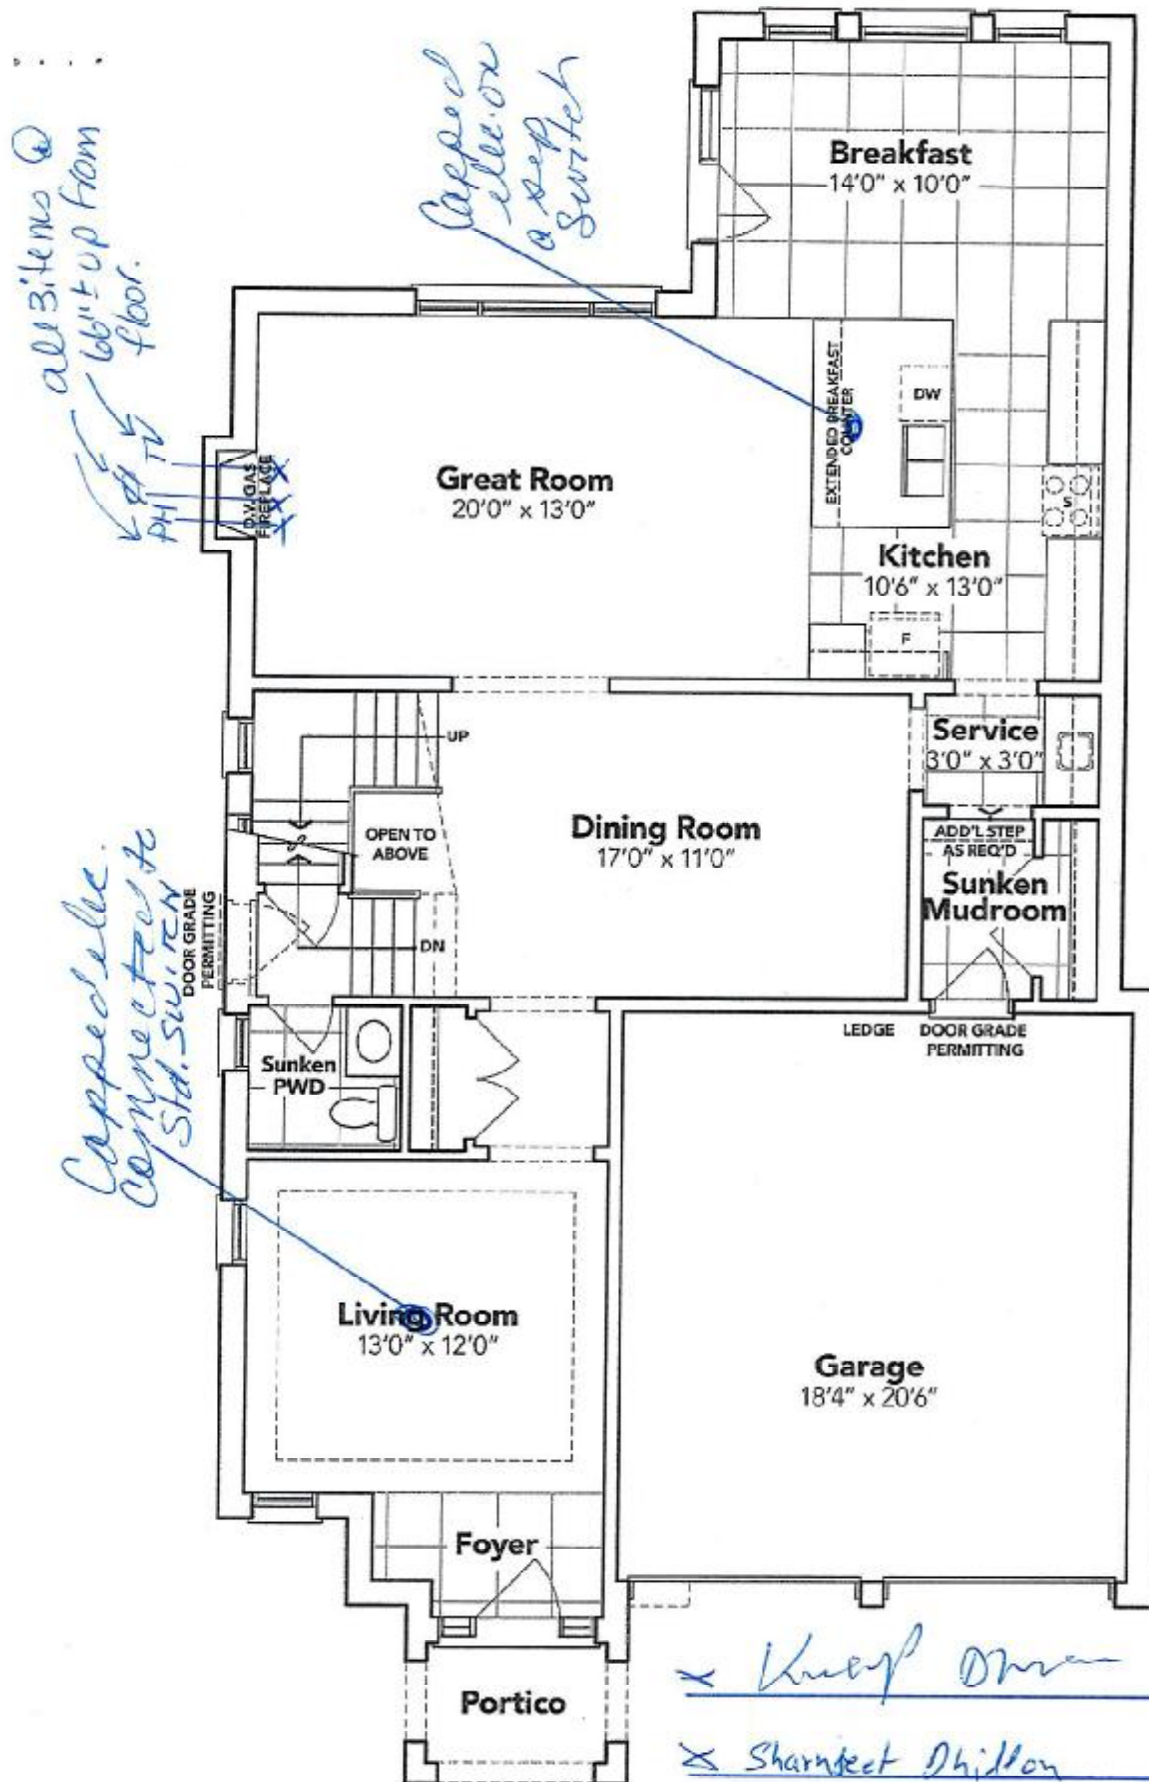 all 3 items @
66"± up from
floor.
TV
PH
Capped
elec. on
a sep
Switch
Breakfast
14'0" x 10'0"
EXTENDED BREAKFAST
COUNTER
DW
D.V. GAS
FIREPLACE
Great Room
20'0" x 13'0"
S
Kitchen
10'6" x 13'0"
F
UP
Service
3'0" x 3'0"
OPEN TO
ABOVE
Dining Room
17'0" x 11'0"
ADD'L STEP
AS REQ'D
Sunken
Mudroom
DOOR GRADE
PERMITTING
DN
Capped elec.
Connected to
Std. Switch
Sunken
PWD
LEDGE
DOOR GRADE
PERMITTING
Living Room
13'0" x 12'0"
Garage
18'4" x 20'6"
Foyer
Portico
x
x Sharnjeet Dhillon